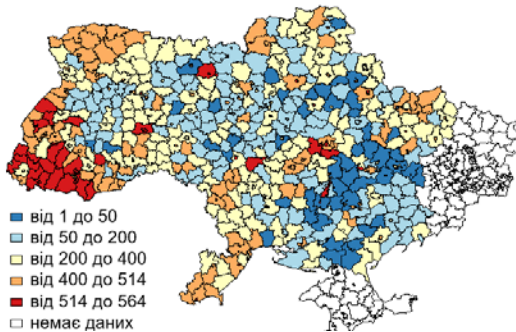 від 1 до 50
від 50 до 200
від 200 до 400
від 400 до 514
від 514 до 564
немає даних